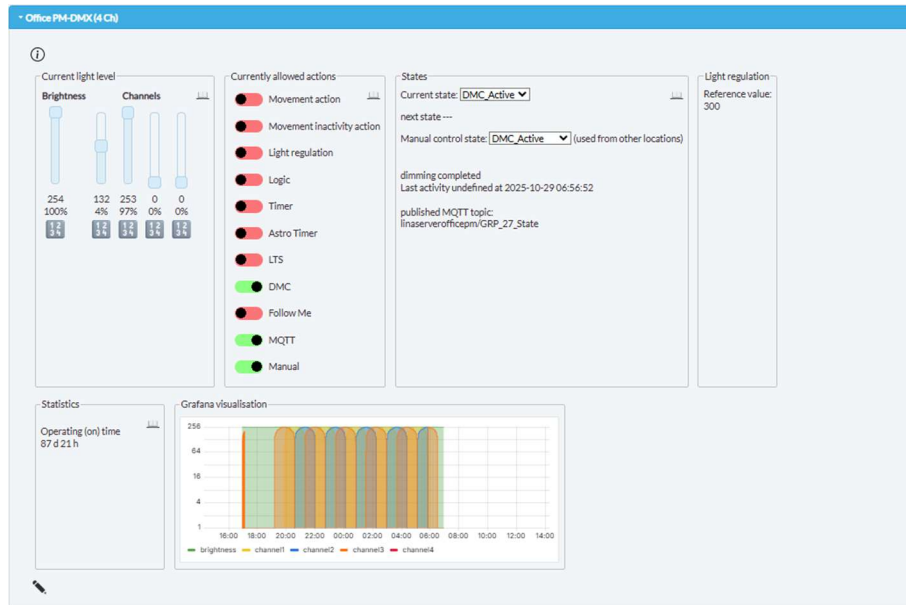 Office PM-DMX (4 Ch)
Current light level
Brightness Channels
254 132 253 0 0
100% 4% 97% 0% 0%
Currently allowed actions
Movement action
Movement inactivity action
Light regulation
Logic
Timer
Astro Timer
LTS
DMC
Follow Me
MQTT
Manual
States
Current state: DMC_Active
next state ---
Manual control state: DMC_Active (used from other locations)
dimming completed
Last activity undefined at 2025-10-29 06:56:52
published MQTT topic:
linaserverofficepm/GRP_27_State
Light regulation
Reference value:
300
Statistics
Operating (on) time
87 d 21 h
Grafana visualisation
256
64
16
4
1
16:00 18:00 20:00 22:00 00:00 02:00 04:00 06:00 08:00 10:00 12:00 14:00
brightness channel1 channel2 channel3 channel4